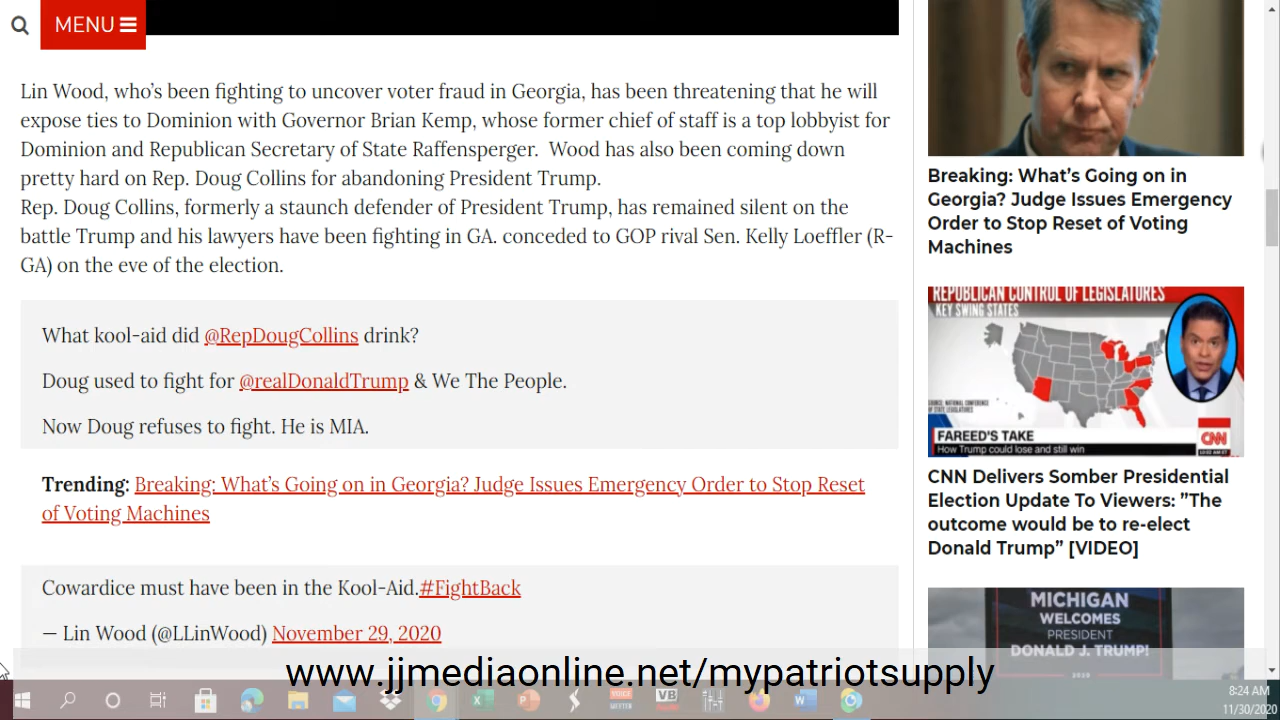 MENU
Lin Wood, who’s been fighting to uncover voter fraud in Georgia, has been threatening that he will
expose ties to Dominion with Governor Brian Kemp, whose former chief of staff is a top lobbyist for
Dominion and Republican Secretary of State Raffensperger.  Wood has also been coming down
pretty hard on Rep. Doug Collins for abandoning President Trump.
Rep. Doug Collins, formerly a staunch defender of President Trump, has remained silent on the
battle Trump and his lawyers have been fighting in GA. conceded to GOP rival Sen. Kelly Loeffler (R-
GA) on the eve of the election.
What kool-aid did @RepDougCollins drink?
Doug used to fight for @realDonaldTrump & We The People.
Now Doug refuses to fight. He is MIA.
Trending: Breaking: What’s Going on in Georgia? Judge Issues Emergency Order to Stop Reset
of Voting Machines
Cowardice must have been in the Kool-Aid.#FightBack
— Lin Wood (@LLinWood) November 29, 2020
Breaking: What’s Going on in
Georgia? Judge Issues Emergency
Order to Stop Reset of Voting
Machines
REPUBLICAN CONTROL OF LEGISLATURES
KEY SWING STATES
FAREED'S TAKE
How Trump could lose and still win
CNN
CNN Delivers Somber Presidential
Election Update To Viewers: ”The
outcome would be to re-elect
Donald Trump” [VIDEO]
MICHIGAN
WELCOMES
PRESIDENT
DONALD J. TRUMP!
www.jjmediaonline.net/mypatriotsupply
8:24 AM
11/30/2020